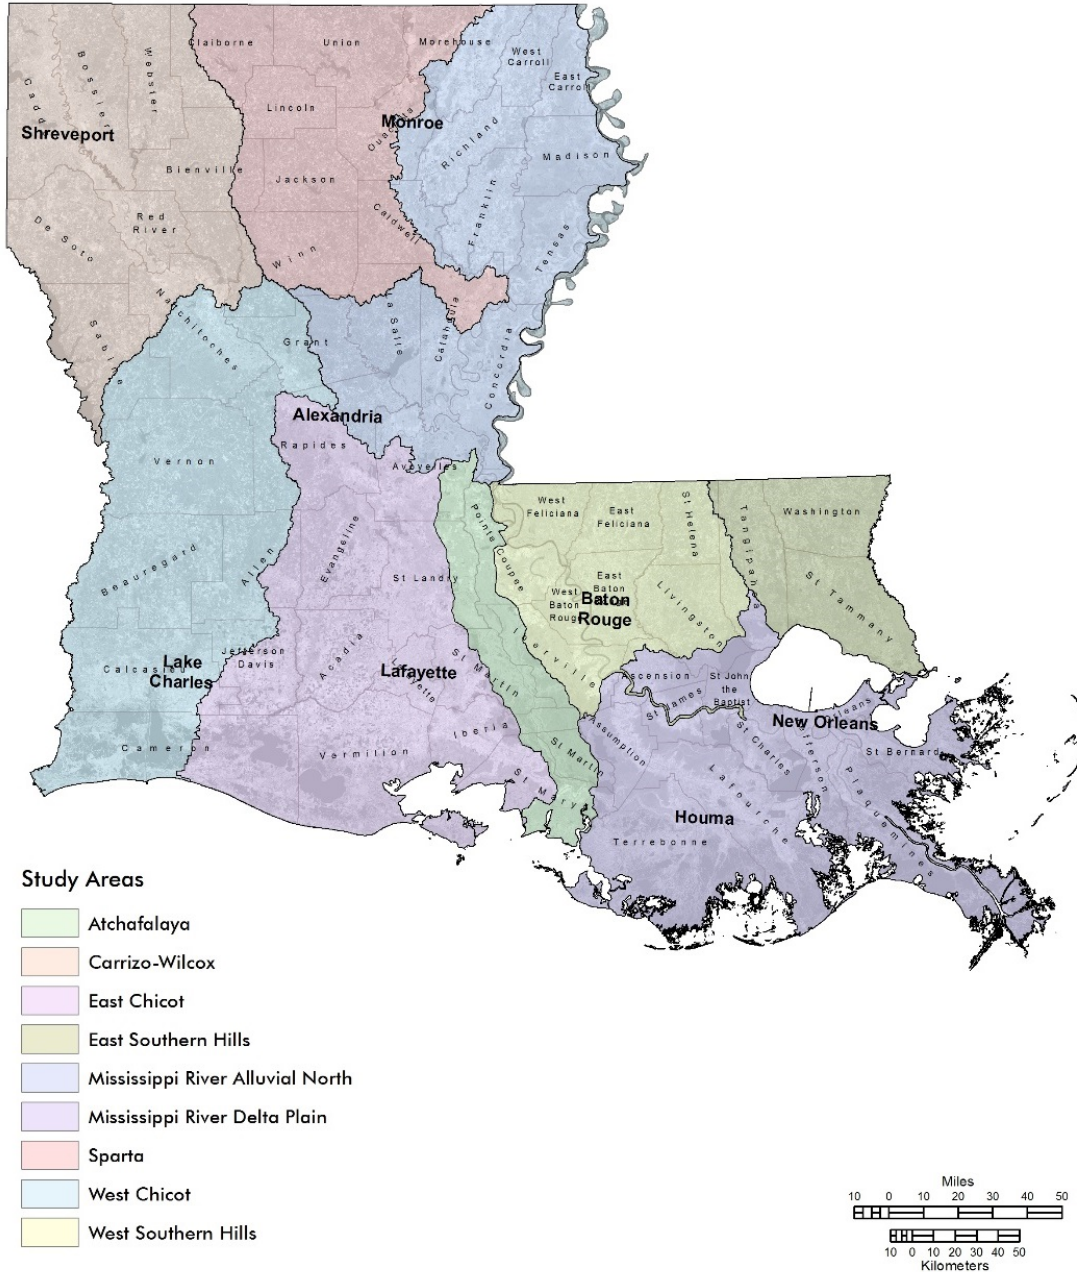 Claiborne
Union
Morehouse
West
Carroll
East
Carroll
Caddo
Bossier
Webster
Lincoln
Ouachita
Monroe
Shreveport
Richland
Madison
Bienville
Jackson
Franklin
Red
River
De Soto
Caldwell
Winn
Tensas
Natchitoches
Sabine
Grant
La Salle
Catahoula
Concordia
Alexandria
Rapides
Vernon
Avoyelles
West
Feliciana
East
Feliciana
St Helena
Tangipahoa
Washington
Pointe Coupee
Evangeline
Beauregard
Allen
St Landry
East
Baton
Rouge
West
Baton
Rouge
Baton
Rouge
Livingston
St Tammany
Iberville
Acadia
Jefferson
Davis
Calcasieu
Lake
Charles
Lafayette
Lafayette
St Martin
Ascension
St James
St John
the
Baptist
Orleans
New Orleans
St Bernard
Cameron
Vermilion
Iberia
St Martin
St Mary
Assumption
St Charles
Jefferson
Plaquemines
Lafourche
Houma
Terrebonne
Study Areas
Atchafalaya
Carrizo-Wilcox
East Chicot
East Southern Hills
Mississippi River Alluvial North
Mississippi River Delta Plain
Sparta
West Chicot
West Southern Hills
Miles
10 0 10 20 30 40 50
10 0 10 20 30 40 50
Kilometers